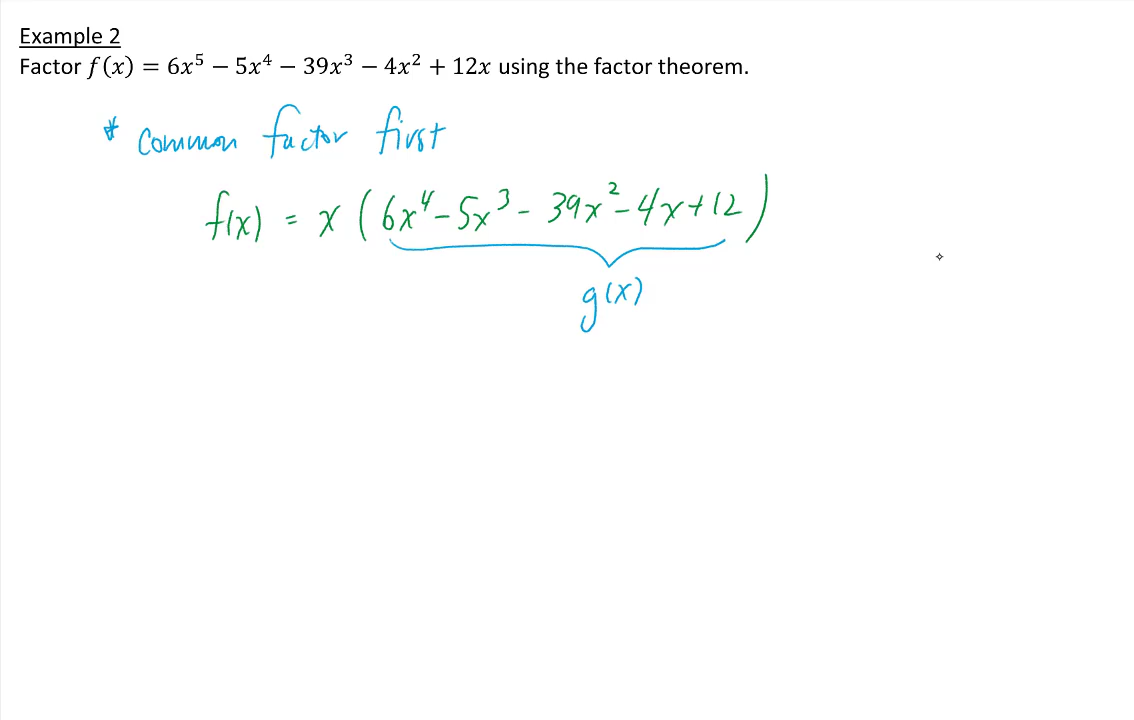 Example 2
Factor f(x) = 6x⁵ − 5x⁴ − 39x³ − 4x² + 12x using the factor theorem.
* Common factor first
f(x) = x (6x⁴ - 5x³ - 39x² - 4x + 12)
g(x)